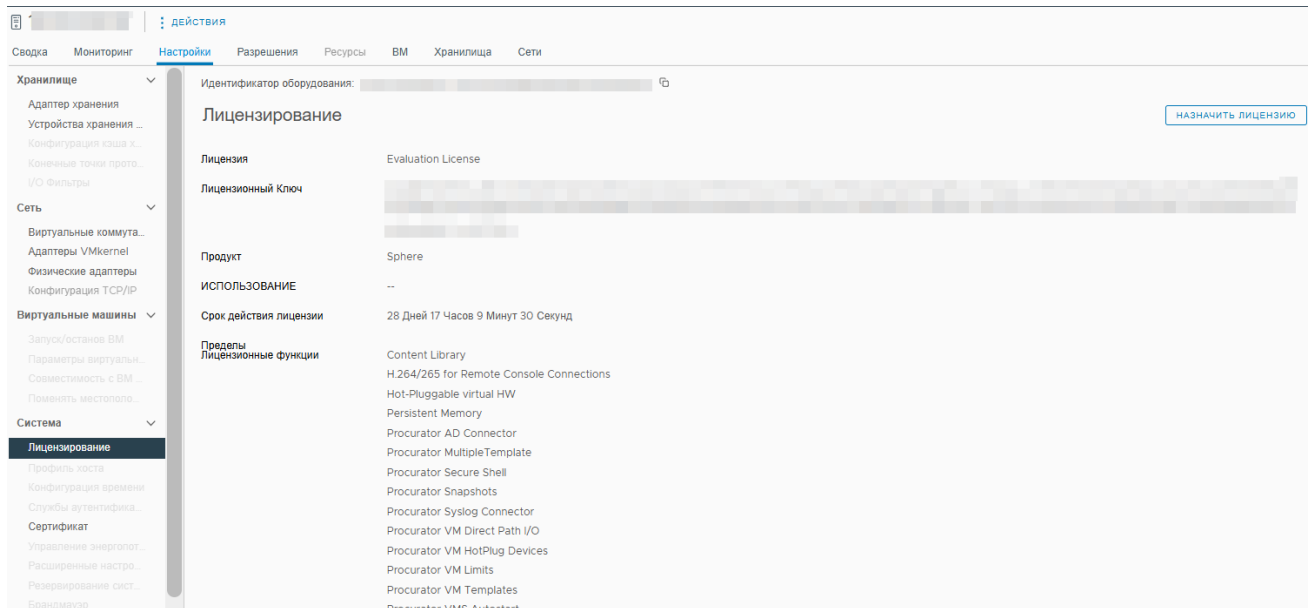 ДЕЙСТВИЯ
Сводка Мониторинг Настройки Разрешения Ресурсы ВМ Хранилища Сети
Хранилище
Адаптер хранения
Устройства хранения ...
Конфигурация кэша х...
Конечные точки прото...
I/O Фильтры
Сеть
Виртуальные коммута...
Адаптеры VMkernel
Физические адаптеры
Конфигурация TCP/IP
Виртуальные машины
Запуск/останов ВМ
Параметры виртуальн...
Совместимость с ВМ ...
Поменять местополо...
Система
Лицензирование
Профиль хоста
Конфигурация времени
Службы аутентифика...
Сертификат
Управление энергопот...
Расширенные настро...
Резервирование сист...
Брандмауэр
Идентификатор оборудования:
Лицензирование
НАЗНАЧИТЬ ЛИЦЕНЗИЮ
Лицензия Evaluation License
Лицензионный Ключ
Продукт Sphere
ИСПОЛЬЗОВАНИЕ --
Срок действия лицензии 28 Дней 17 Часов 9 Минут 30 Секунд
Пределы
Лицензионные функции Content Library
H.264/265 for Remote Console Connections
Hot-Pluggable virtual HW
Persistent Memory
Procurator AD Connector
Procurator MultipleTemplate
Procurator Secure Shell
Procurator Snapshots
Procurator Syslog Connector
Procurator VM Direct Path I/O
Procurator VM HotPlug Devices
Procurator VM Limits
Procurator VM Templates
Procurator VMS Autostart